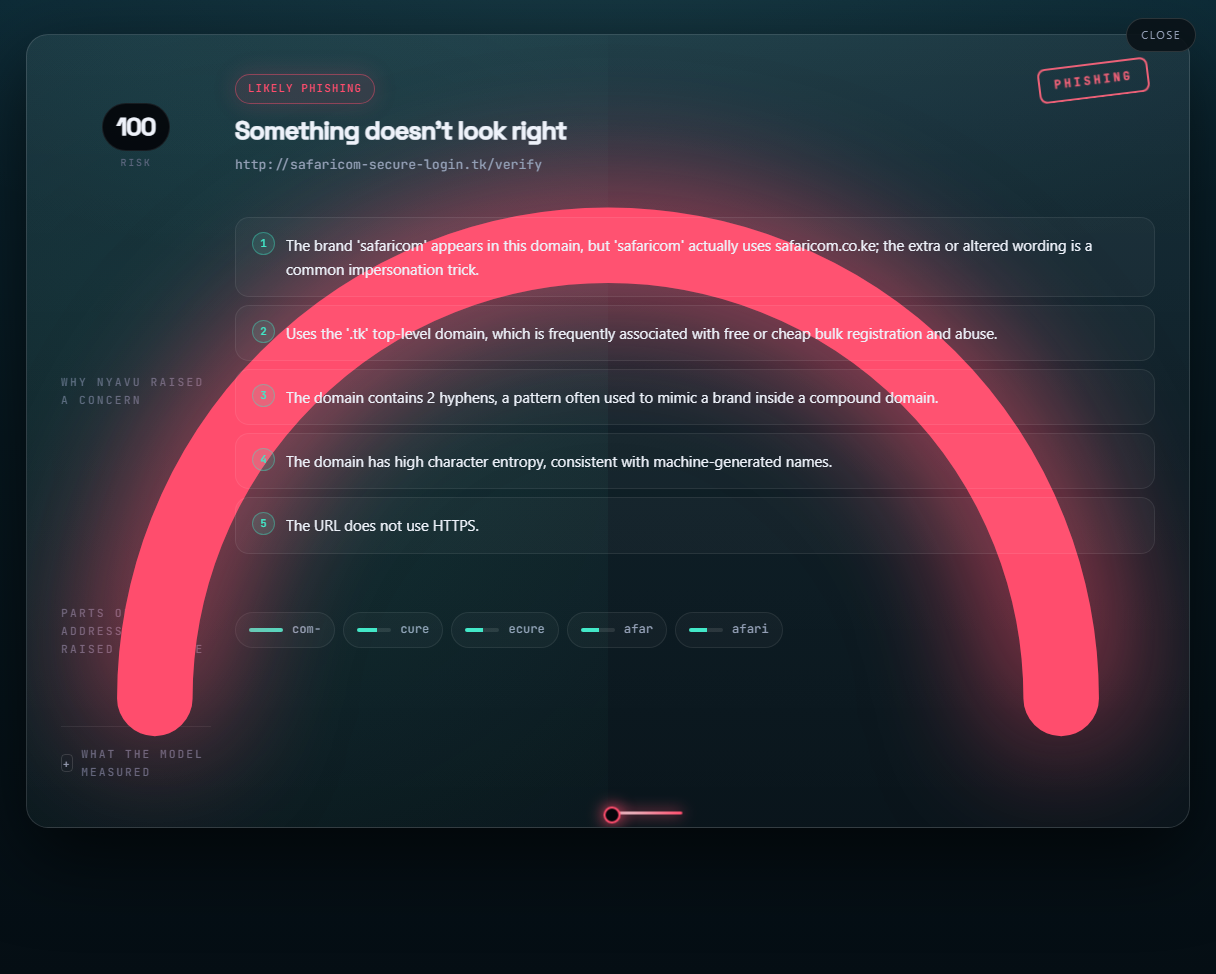 CLOSE
LIKELY PHISHING
PHISHING
100
RISK
Something doesn't look right
http://safaricom-secure-login.tk/verify
WHY NYAVU RAISED
A CONCERN
1 The brand 'safaricom' appears in this domain, but 'safaricom' actually uses safaricom.co.ke; the extra or altered wording is a
common impersonation trick.
2 Uses the '.tk' top-level domain, which is frequently associated with free or cheap bulk registration and abuse.
3 The domain contains 2 hyphens, a pattern often used to mimic a brand inside a compound domain.
4 The domain has high character entropy, consistent with machine-generated names.
5 The URL does not use HTTPS.
PARTS
ADDRESS
RAISED
com- cure ecure afar afari
+ WHAT THE MODEL
MEASURED